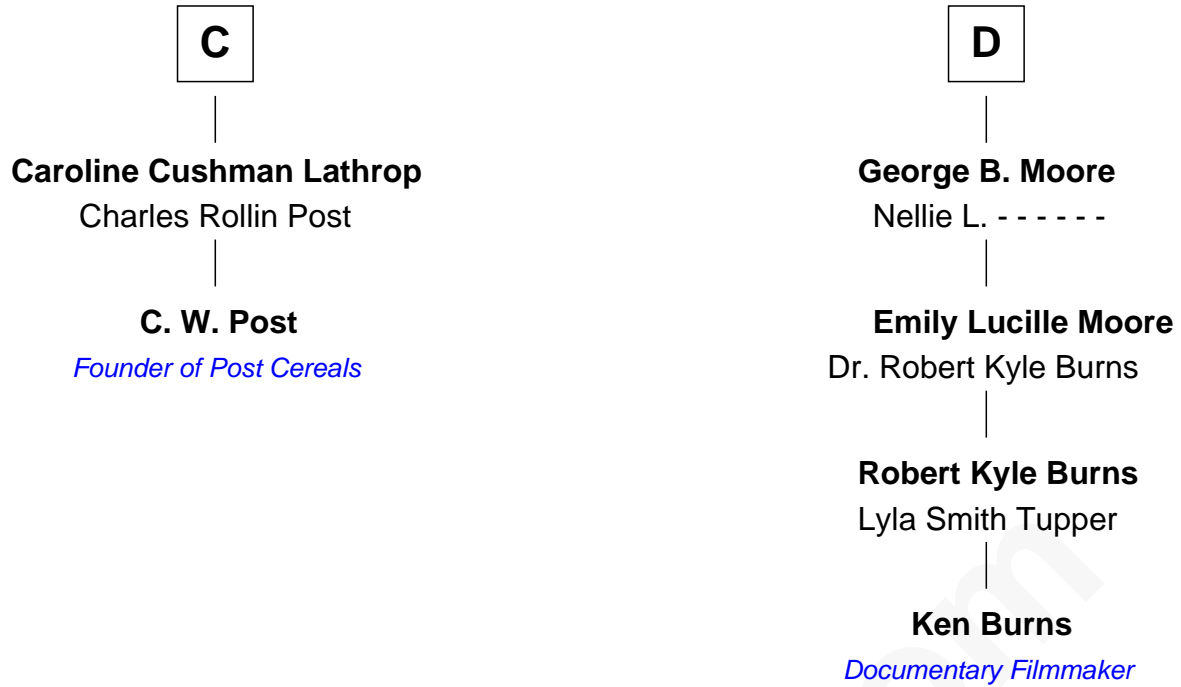 C
Caroline Cushman Lathrop
Charles Rollin Post
C. W. Post
Founder of Post Cereals
D
George B. Moore
Nellie L. - - - - - -
Emily Lucille Moore
Dr. Robert Kyle Burns
Robert Kyle Burns
Lyla Smith Tupper
Ken Burns
Documentary Filmmaker